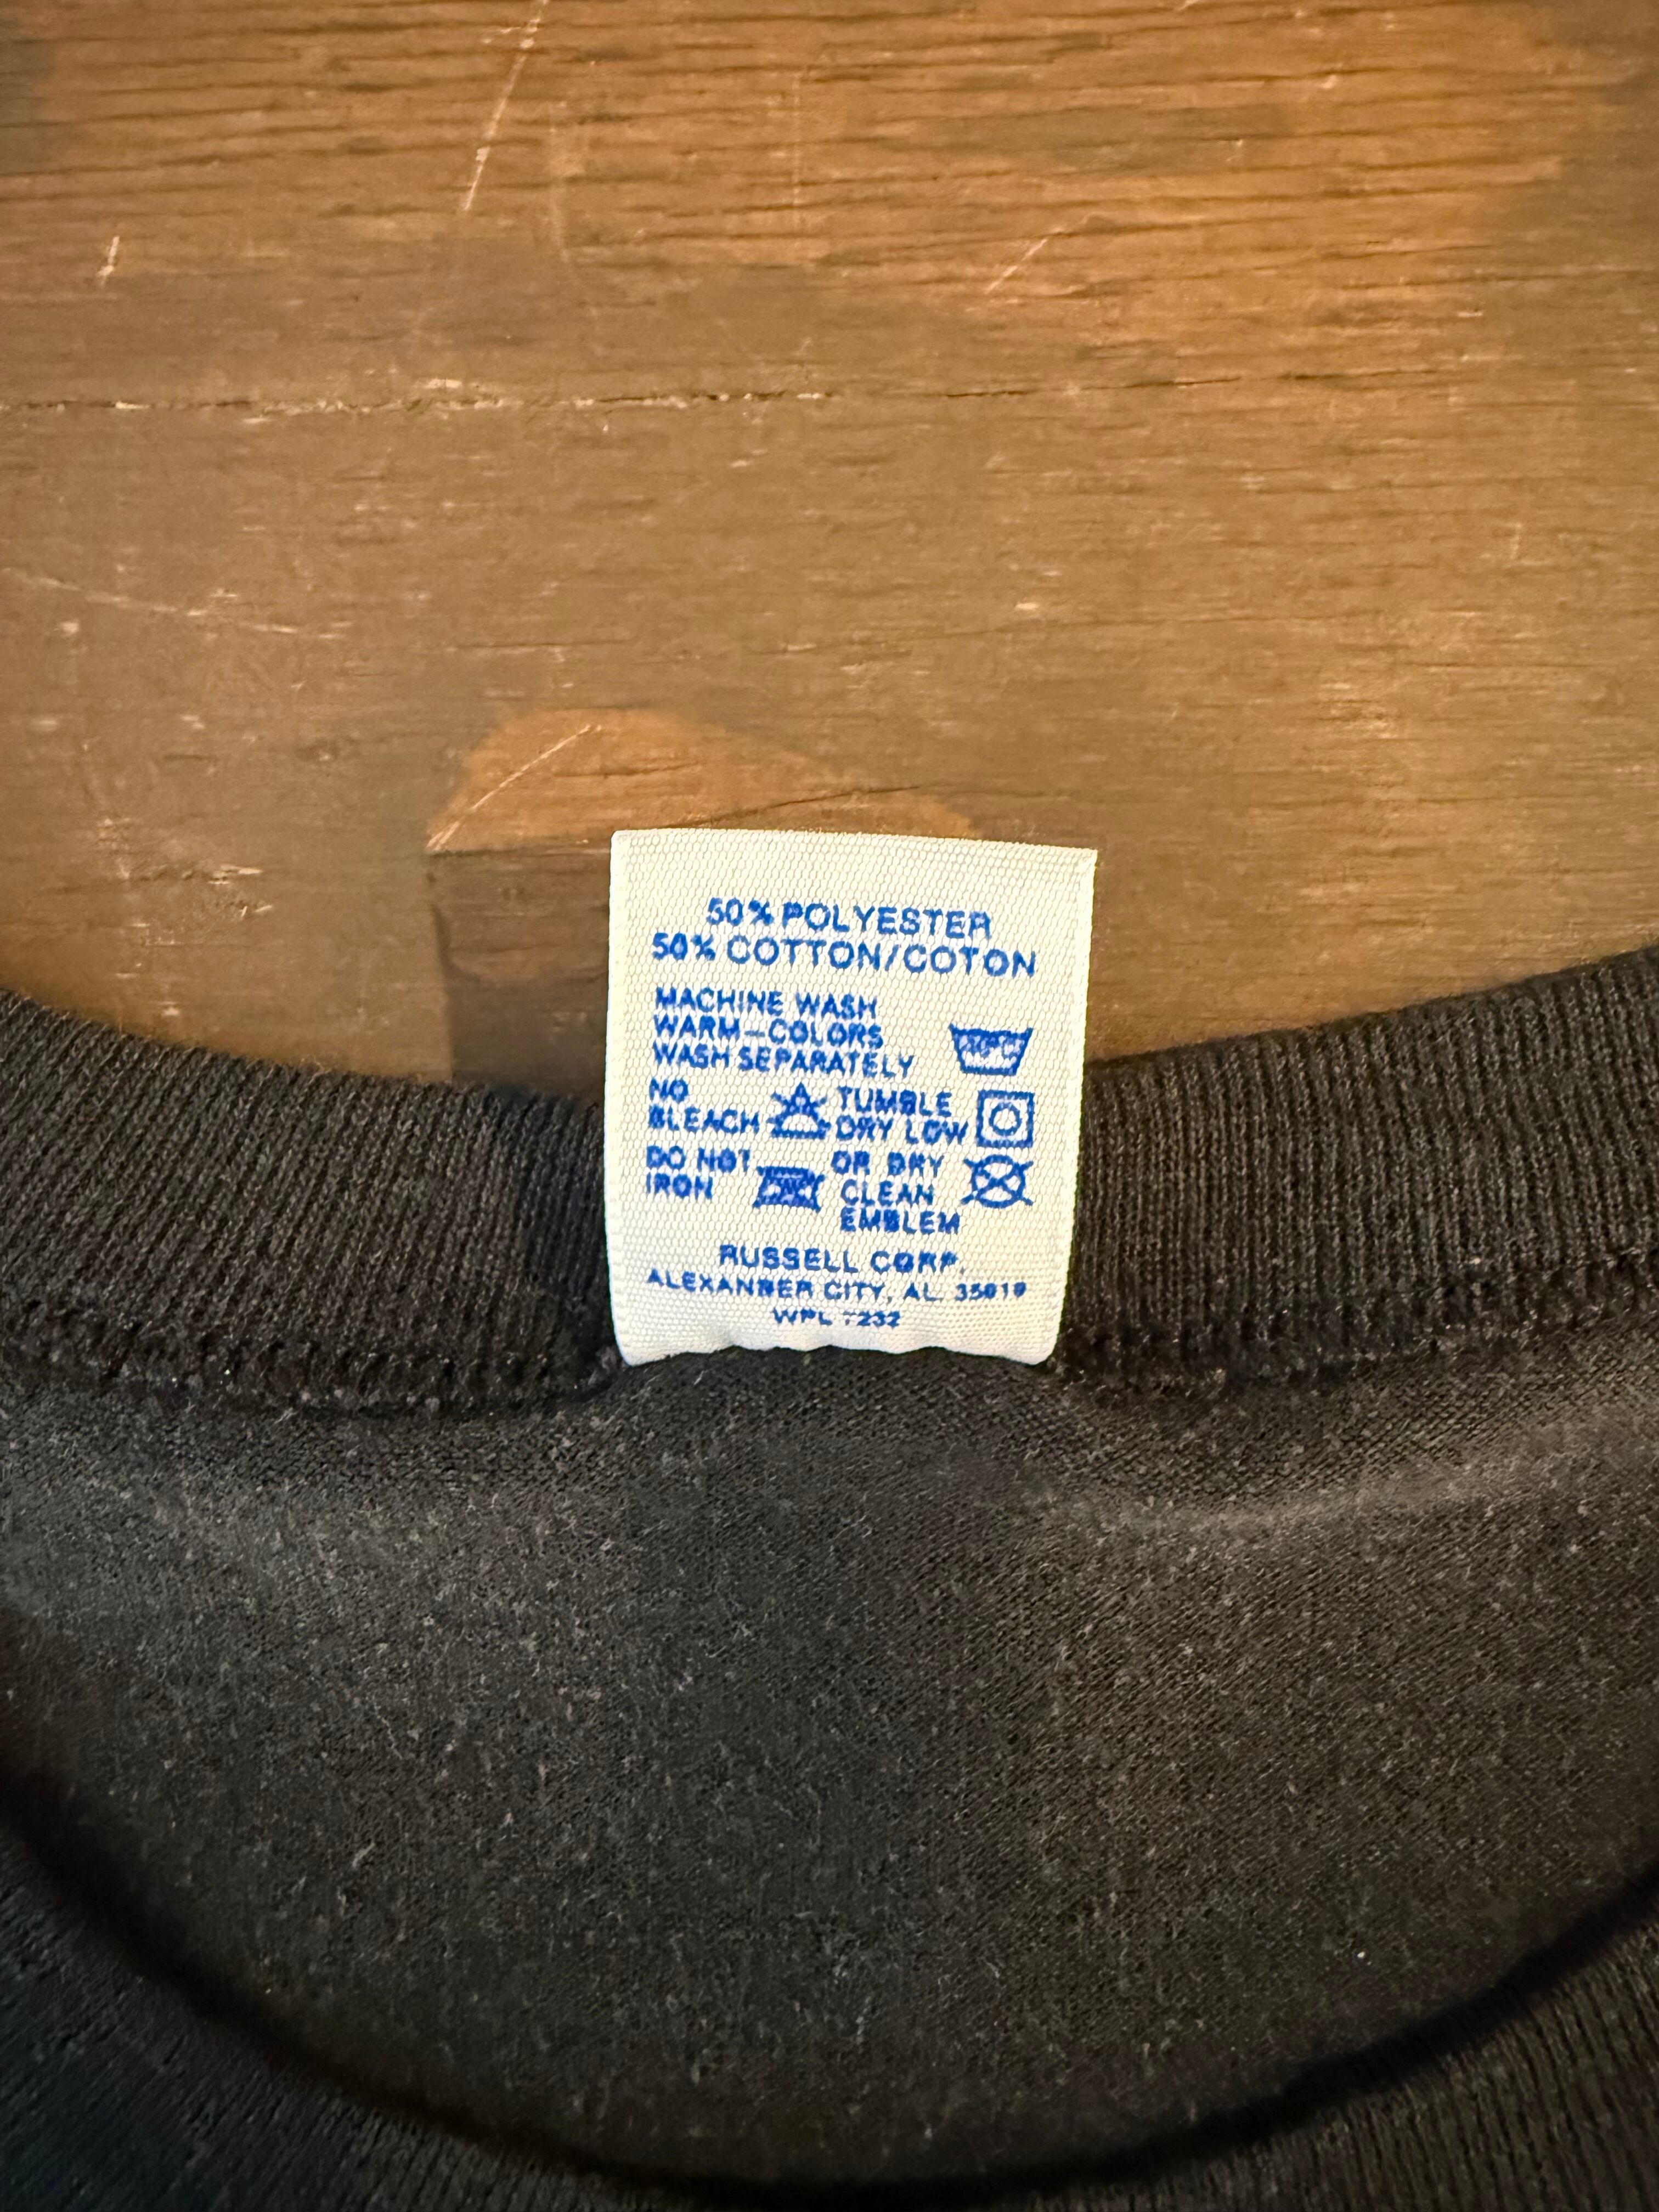 50% POLYESTER
50% COTTON/COTON
MACHINE WASH
WARM—COLORS
WASH SEPARATELY
NO
BLEACH
TUMBLE
DRY LOW
DO NOT
IRON
OR DRY
CLEAN
EMBLEM
RUSSELL CORP.
ALEXANDER CITY, AL. 35010
WPL 7232